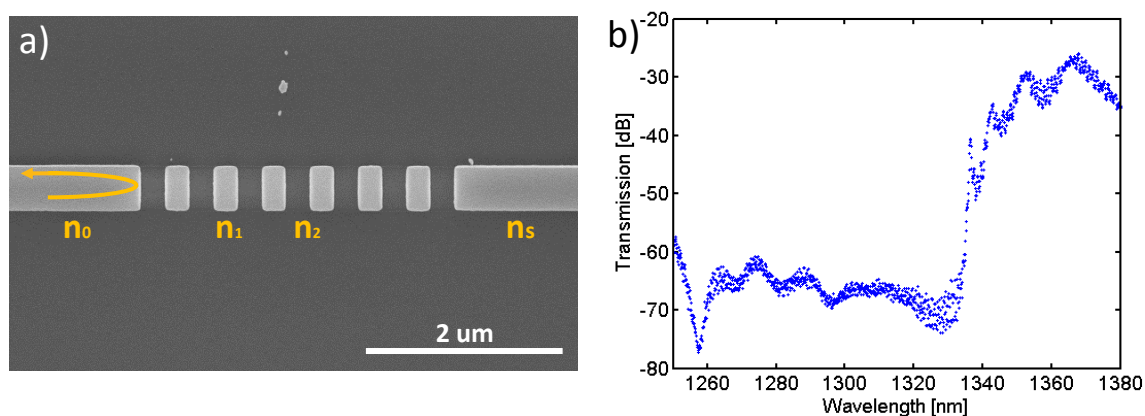 a)
n₀
n₁
n₂
nₛ
2 um
b)
Transmission [dB]
-20
-30
-40
-50
-60
-70
-80
1260
1280
1300
1320
1340
1360
1380
Wavelength [nm]